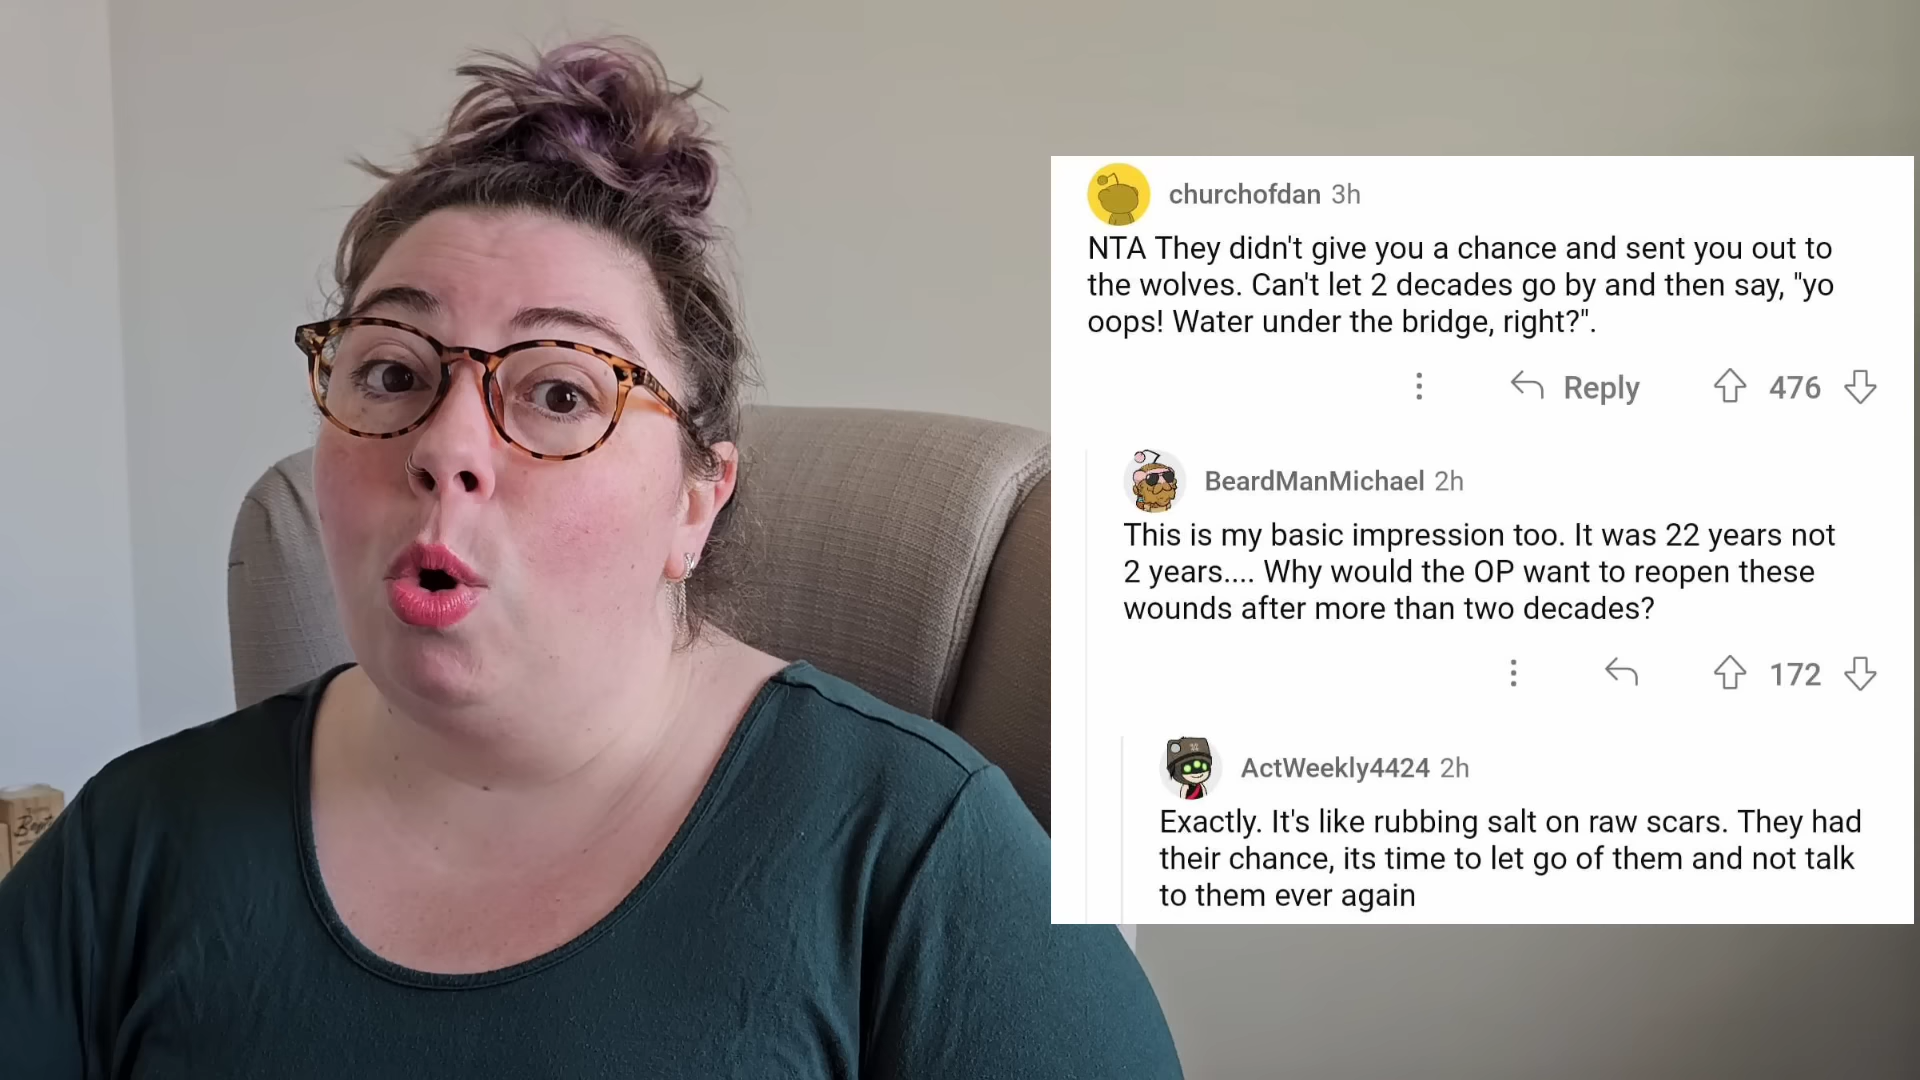 churchofdan 3h
NTA They didn't give you a chance and sent you out to
the wolves. Can't let 2 decades go by and then say, "yo
oops! Water under the bridge, right?".
Reply 476
BeardManMichael 2h
This is my basic impression too. It was 22 years not
2 years.... Why would the OP want to reopen these
wounds after more than two decades?
172
ActWeekly4424 2h
Exactly. It's like rubbing salt on raw scars. They had
their chance, its time to let go of them and not talk
to them ever again